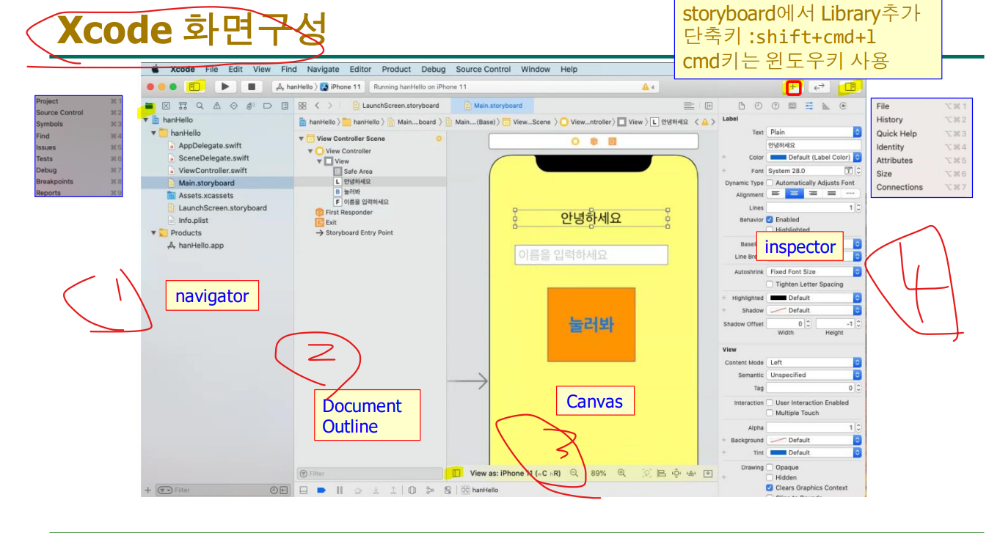 Xcode 화면구성
storyboard에서 Library추가
단축키 :shift+cmd+l
cmd키는 윈도우키 사용
Xcode File Edit View Find Navigate Editor Product Debug Source Control Window Help
hanHello 〉 iPhone 11
Running hanHello on iPhone 11
4
Project ⌘1
Source Control ⌘2
Symbols ⌘3
Find ⌘4
Issues ⌘5
Tests ⌘6
Debug ⌘7
Breakpoints ⌘8
Reports ⌘9
hanHello
hanHello
AppDelegate.swift
SceneDelegate.swift
ViewController.swift
Main.storyboard
Assets.xcassets
LaunchScreen.storyboard
Info.plist
Products
hanHello.app
1
navigator
Filter
LaunchScreen.storyboard
Main.storyboard
hanHello 〉 hanHello 〉 Main....board 〉 Main....(Base) 〉 View...Scene 〉 View...ntroller 〉 View 〉 L 안녕하세요
View Controller Scene
View Controller
View
Safe Area
L 안녕하세요
B 눌러봐
F 이름을 입력하세요
First Responder
Exit
Storyboard Entry Point
2
Document
Outline
Filter
안녕하세요
이름을 입력하세요
눌러봐
Canvas
3
View as: iPhone 11 (wC hR)
89%
hanHello
Label
Text Plain
안녕하세요
Color Default (Label Color)
Font System 28.0
Dynamic Type Automatically Adjusts Font
Alignment
Lines 1
Behavior Enabled
Highlighted
inspector
Autoshrink Fixed Font Size
Tighten Letter Spacing
Highlighted Default
Shadow Default
Shadow Offset 0 -1
Width Height
View
Content Mode Left
Semantic Unspecified
Tag 0
Interaction User Interaction Enabled
Multiple Touch
Alpha 1
Background Default
Tint Default
Drawing Opaque
Hidden
Clears Graphics Context
File ⌥⌘1
History ⌥⌘2
Quick Help ⌥⌘3
Identity ⌥⌘4
Attributes ⌥⌘5
Size ⌥⌘6
Connections ⌥⌘7
4